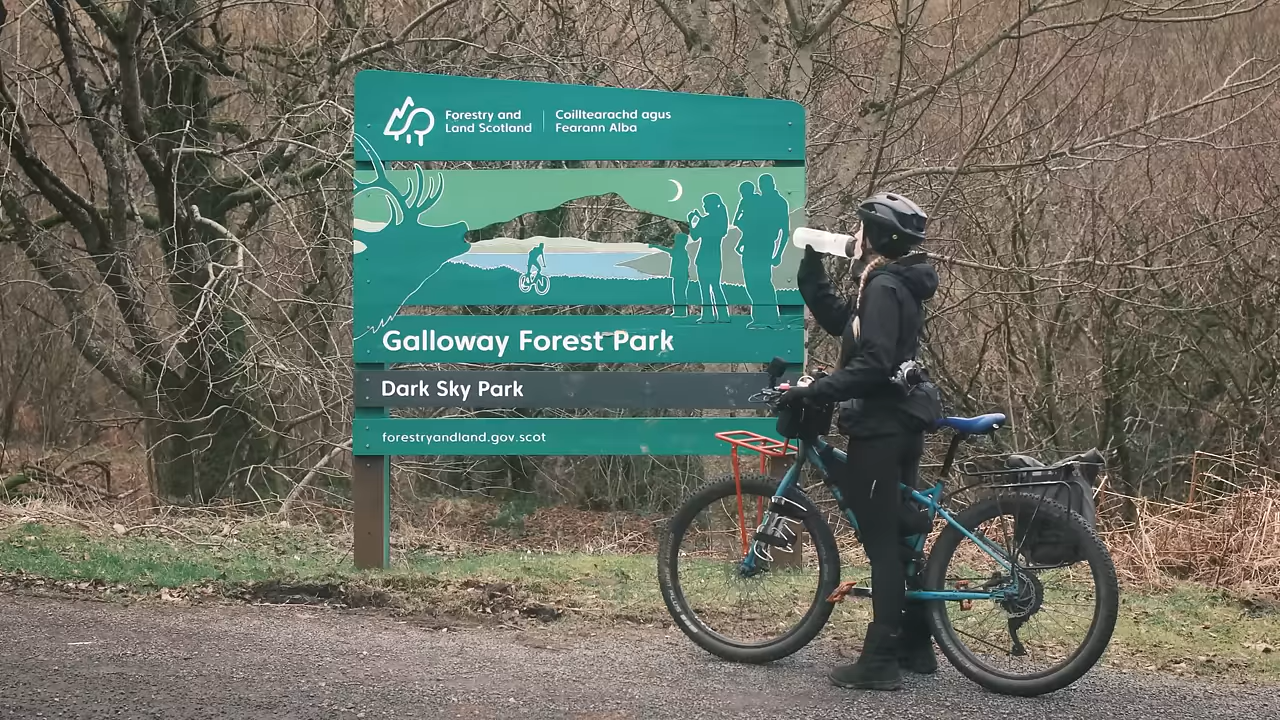 Forestry and
Land Scotland
Coilltearachd agus
Fearann Alba
Galloway Forest Park
Dark Sky Park
forestryandland.gov.scot